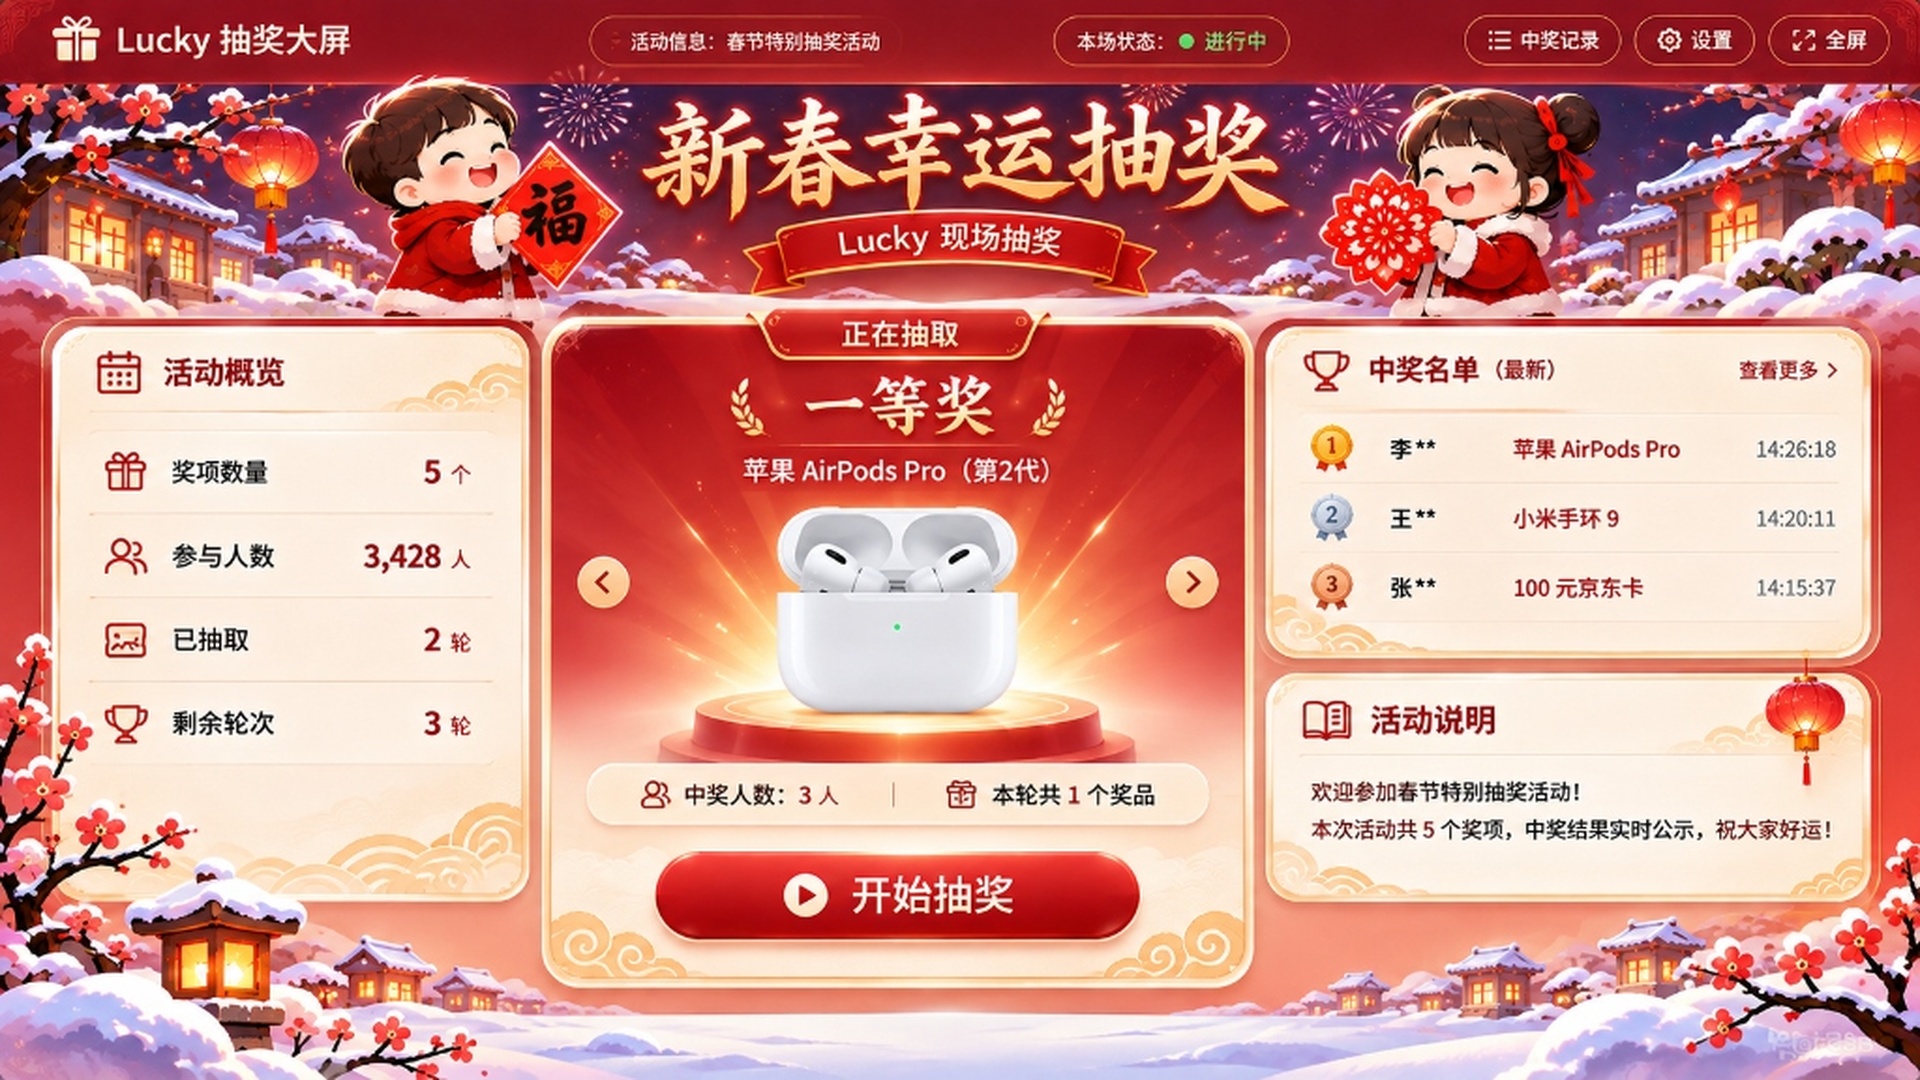 Lucky 抽奖大屏
活动信息：春节特别抽奖活动
本场状态： 进行中
中奖记录
设置
全屏
新春幸运抽奖
福
Lucky 现场抽奖
活动概览
奖项数量 5 个
参与人数 3,428 人
已抽取 2 轮
剩余轮次 3 轮
正在抽取
一等奖
苹果 AirPods Pro（第2代）
中奖人数：3 人
本轮共 1 个奖品
开始抽奖
中奖名单（最新） 查看更多
1 李** 苹果 AirPods Pro 14:26:18
2 王** 小米手环 9 14:20:11
3 张** 100 元京东卡 14:15:37
活动说明
欢迎参加春节特别抽奖活动！
本次活动共 5 个奖项，中奖结果实时公示，祝大家好运！